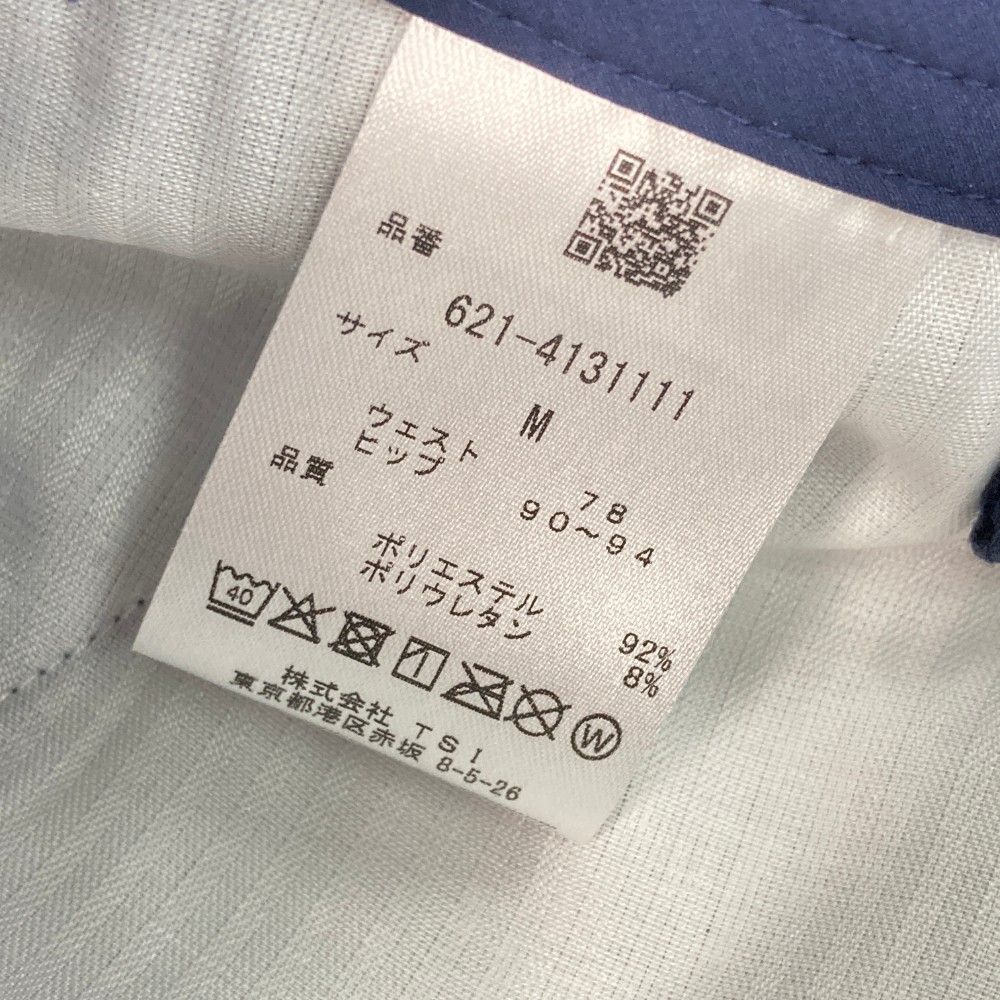 品番
621-4131111
サイズ
M
ウェスト 78
ヒップ 90～94
品質
ポリエステル 92%
ポリウレタン 8%
40
W
株式会社 TSI
東京都港区赤坂 8-5-26